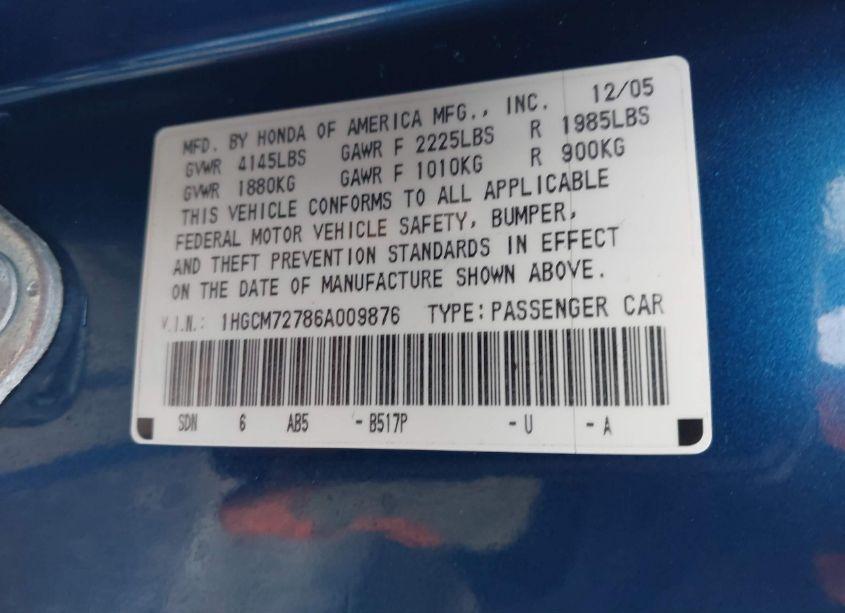 MFD. BY HONDA OF AMERICA MFG., INC. 12/05
GVWR 4145LBS GAWR F 2225LBS R 1985LBS
GVWR 1880KG GAWR F 1010KG R 900KG
THIS VEHICLE CONFORMS TO ALL APPLICABLE
FEDERAL MOTOR VEHICLE SAFETY, BUMPER,
AND THEFT PREVENTION STANDARDS IN EFFECT
ON THE DATE OF MANUFACTURE SHOWN ABOVE.
V.I.N.: 1HGCM72786A009876 TYPE: PASSENGER CAR
SDN 6 AB5 - B517P - U - A